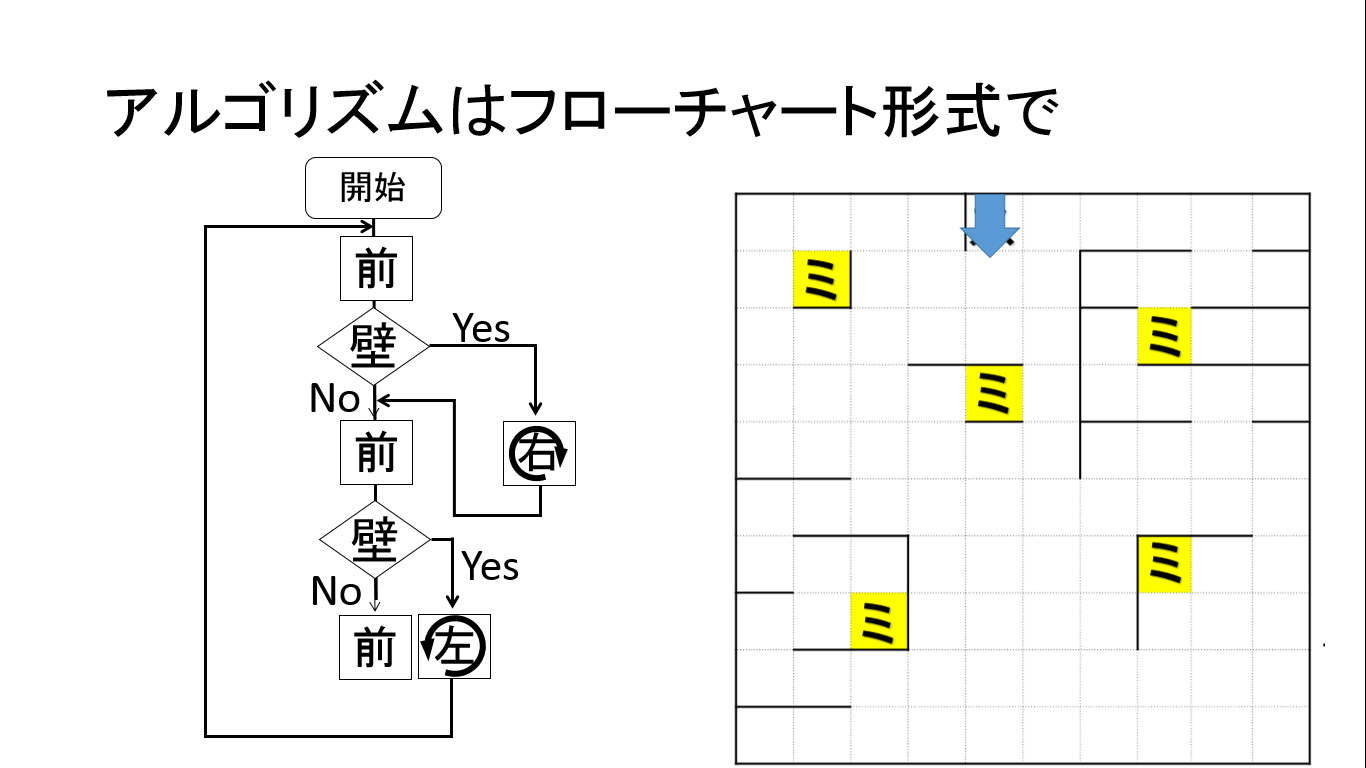 アルゴリズムはフローチャート形式で
開始
前
壁
Yes
No
前
右
壁
Yes
No
前
左
ミ
ミ
ミ
ミ
ミ